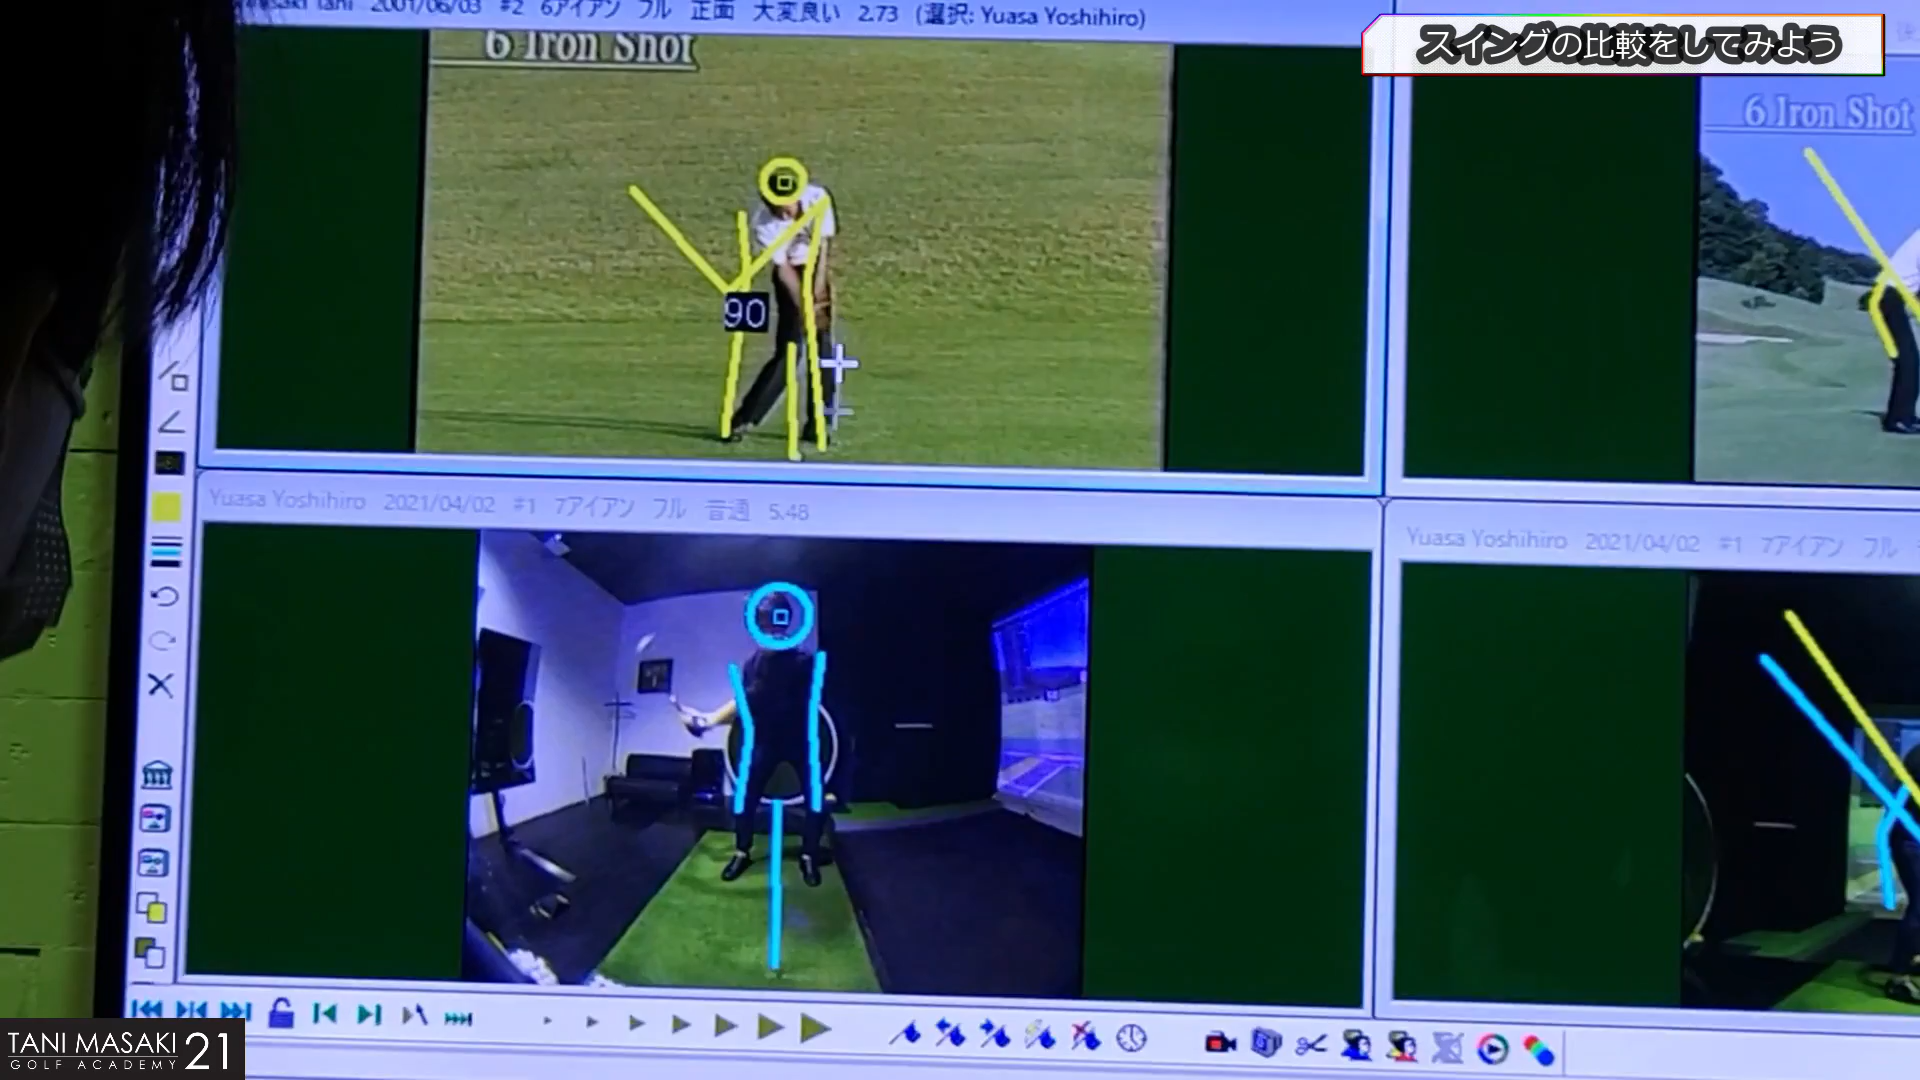 Tani 2001/06/03 #2 6アイアン フル 正面 大変良い 2.73 (選択: Yuasa Yoshihiro)
スイングの比較をしてみよう
6 Iron Shot
6 Iron Shot
90
Yuasa Yoshihiro 2021/04/02 #1 7アイアン フル 普通 5.48
Yuasa Yoshihiro 2021/04/02 #1 7アイアン フル
TANI MASAKI 21
GOLF ACADEMY